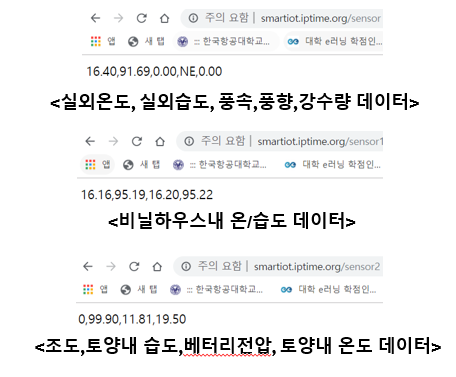 주의 요함 | smartiot.iptime.org/sensor
앱 새 탭 ::: 한국항공대학교... 대학 e러닝 학점인...
16.40,91.69,0.00,NE,0.00
<실외온도, 실외습도, 풍속,풍향,강수량 데이터>
주의 요함 | smartiot.iptime.org/sensor1
앱 새 탭 ::: 한국항공대학교... 대학 e러닝 학점인...
16.16,95.19,16.20,95.22
<비닐하우스내 온/습도 데이터>
주의 요함 | smartiot.iptime.org/sensor2
앱 새 탭 ::: 한국항공대학교... 대학 e러닝 학점인...
0,99.90,11.81,19.50
<조도,토양내 습도,베터리전압, 토양내 온도 데이터>